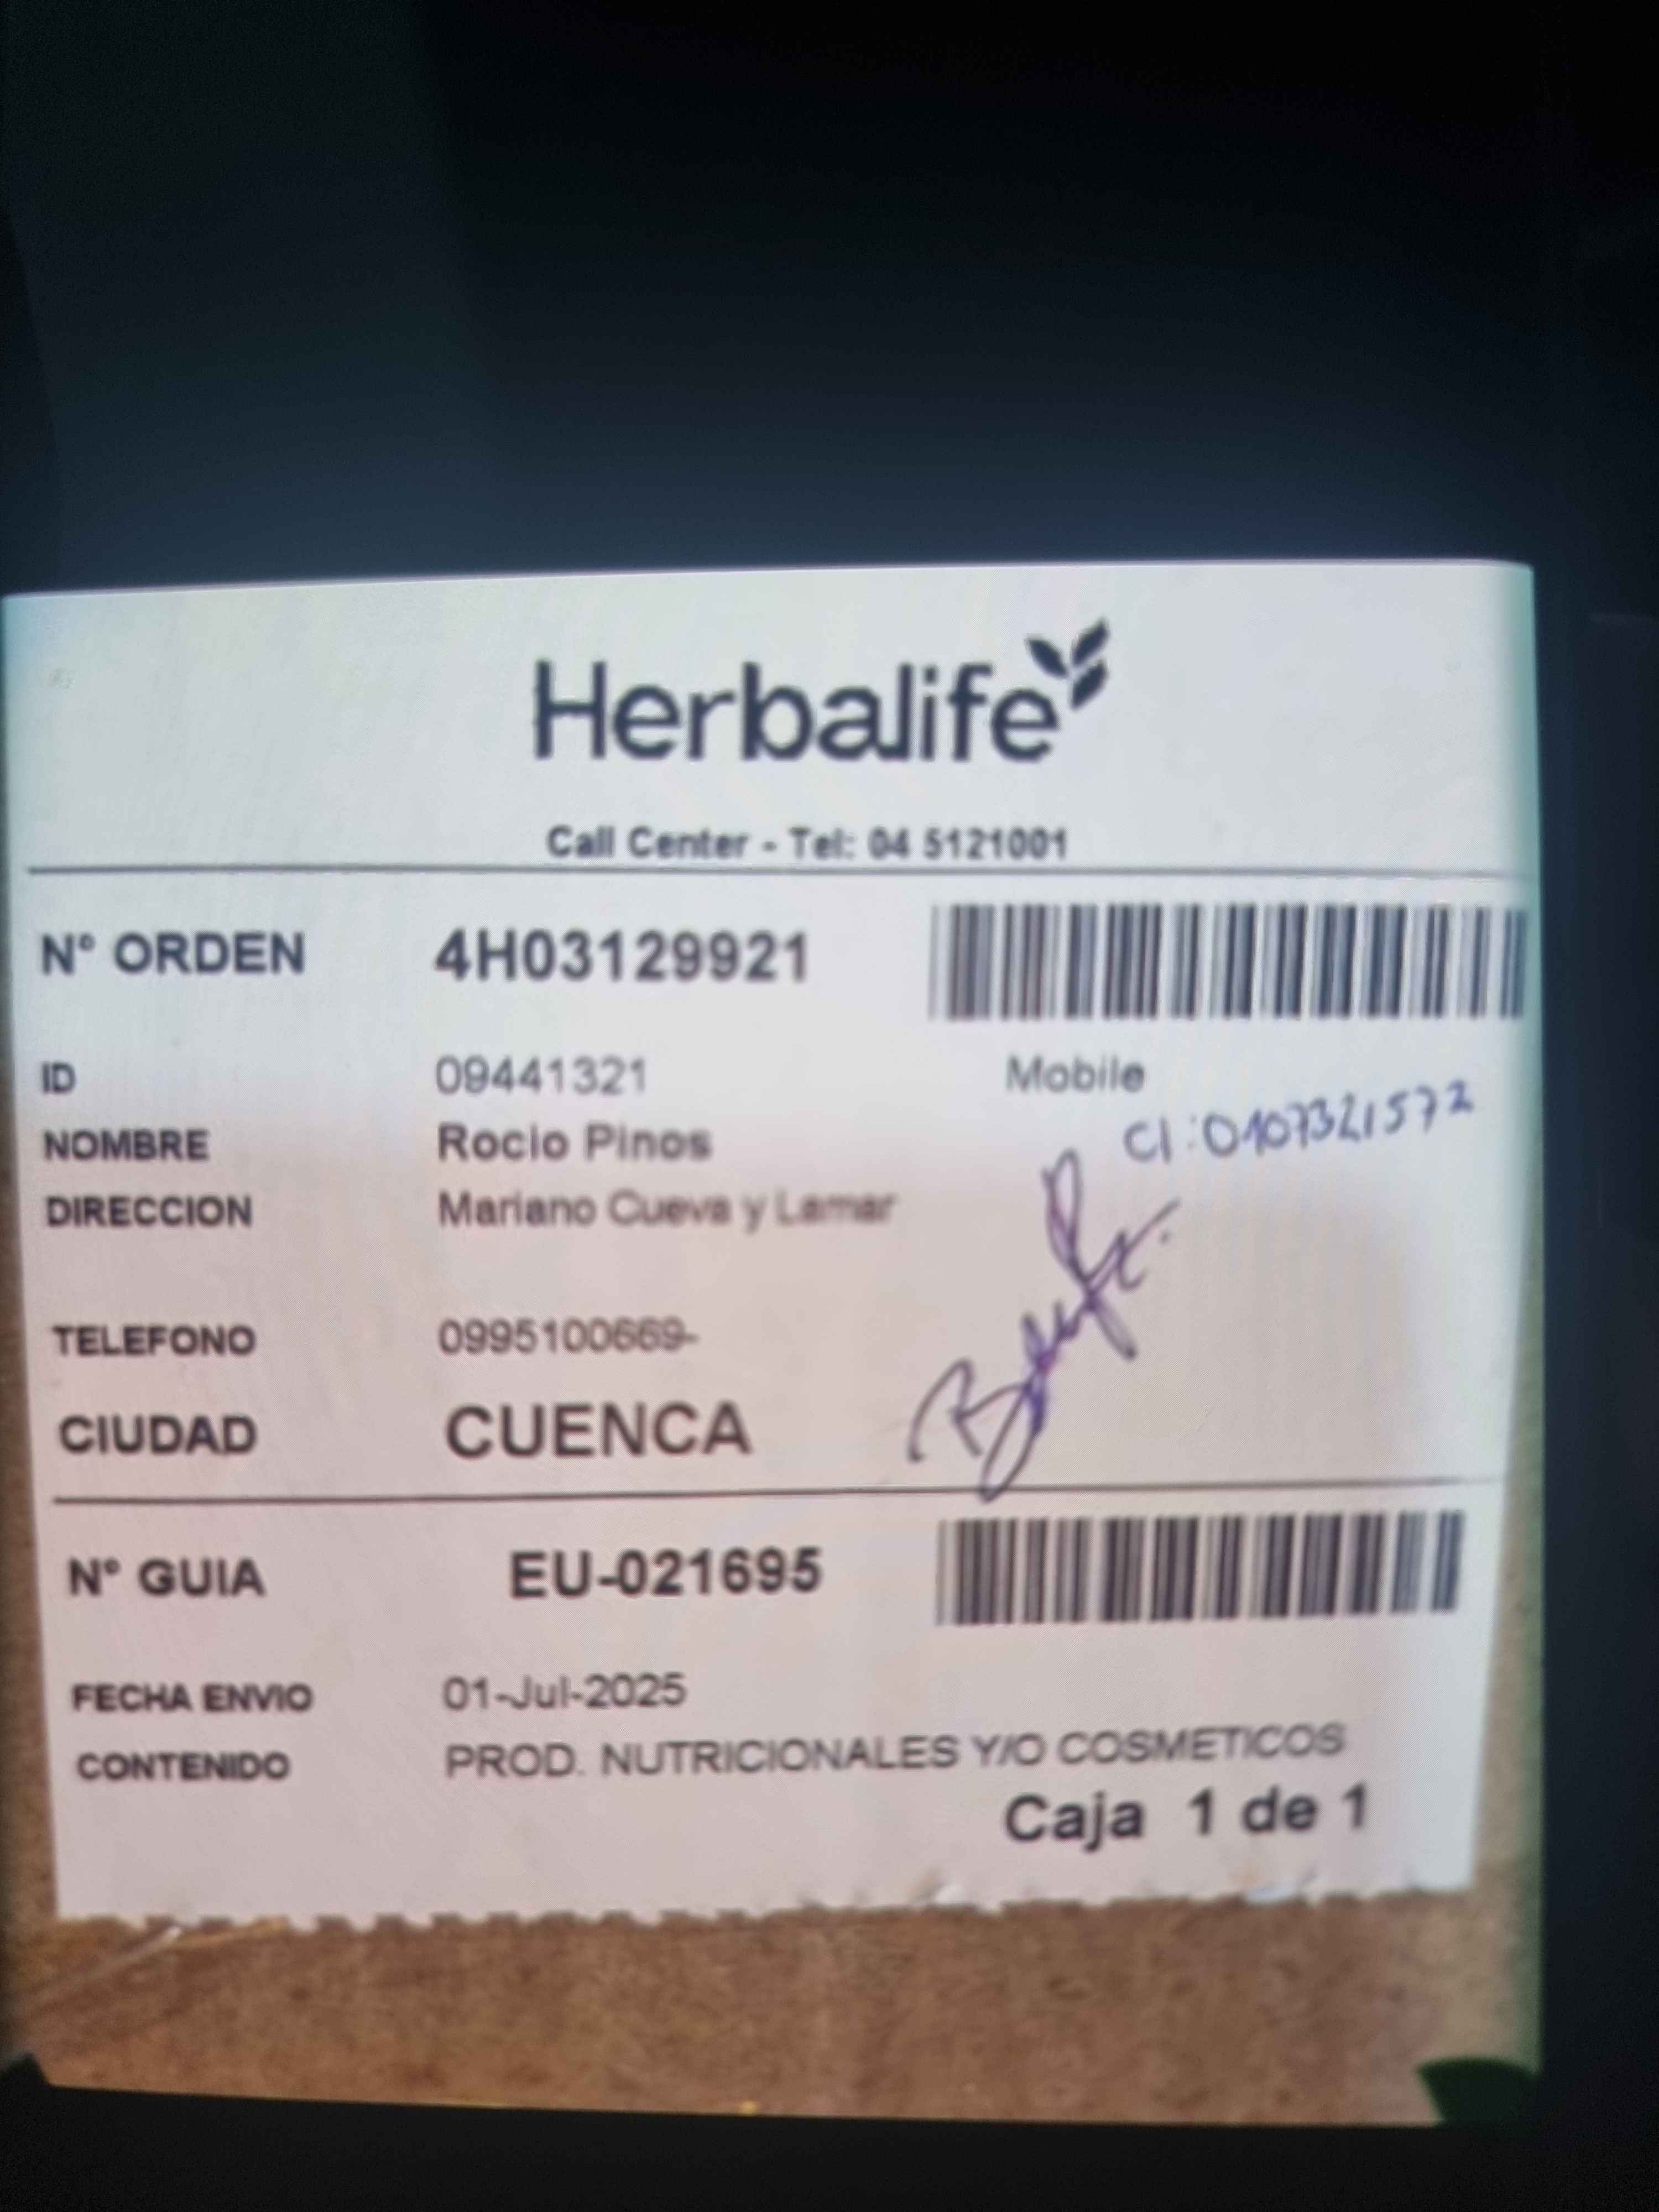 Herbalife
Call Center - Tel: 04 5121001
N° ORDEN 4H03129921
ID 09441321 Mobile
CI:0107321572
NOMBRE Rocio Pinos
DIRECCION Mariano Cueva y Lamar
TELEFONO 0995100669-
CIUDAD CUENCA
N° GUIA EU-021695
FECHA ENVIO 01-Jul-2025
CONTENIDO PROD. NUTRICIONALES Y/O COSMETICOS
Caja 1 de 1